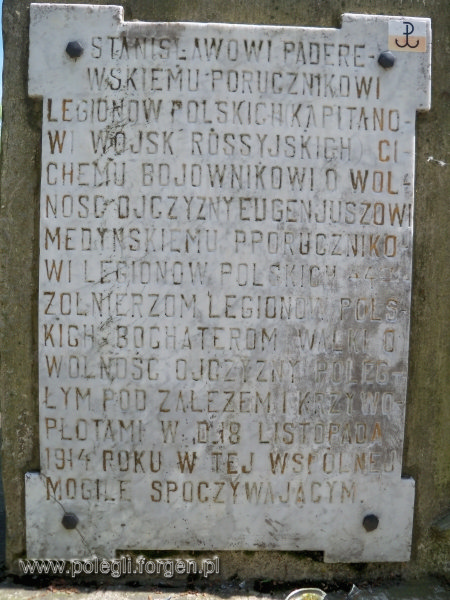 STANISŁAWOWI PADERE-
WSKIEMU PORUCZNIKOWI
LEGIONÓW POLSKICH (KAPITANO-
WI WOJSK ROSSYJSKICH) CI
CHEMU BOJOWNIKOWI O WOL-
NOŚĆ OJCZYZNY EUGENJUSZOWI
MEDYŃSKIEMU PPORUCZNIKO
WI LEGIONÓW POLSKICH
ŻOŁNIERZOM LEGIONÓW POLS-
KICH BOCHATEROM WALKI O
WOLNOŚĆ OJCZYZNY POLEG-
ŁYM POD ZAŁĘŻEM I KRZYWO-
PŁOTAMI W D. 18 LISTOPADA
1914 ROKU W TEJ WSPÓLNEJ
MOGILE SPOCZYWAJĄCYM.
www.polegli.forgen.pl